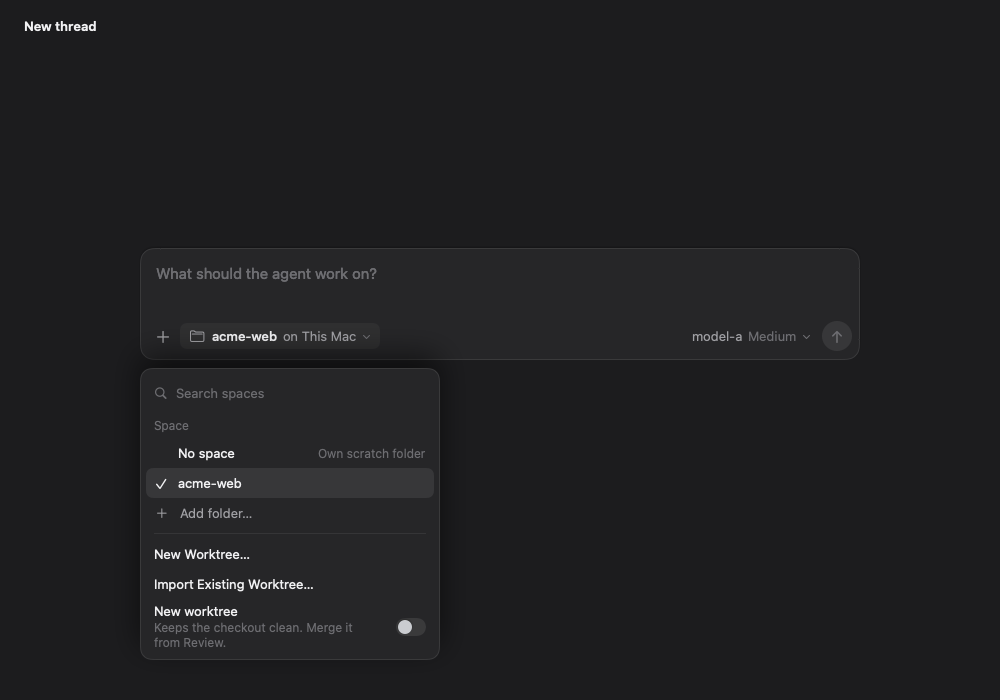 New thread
What should the agent work on?
acme-web on This Mac
model-a Medium
Search spaces
Space
No space Own scratch folder
acme-web
Add folder...
New Worktree...
Import Existing Worktree...
New worktree
Keeps the checkout clean. Merge it
from Review.